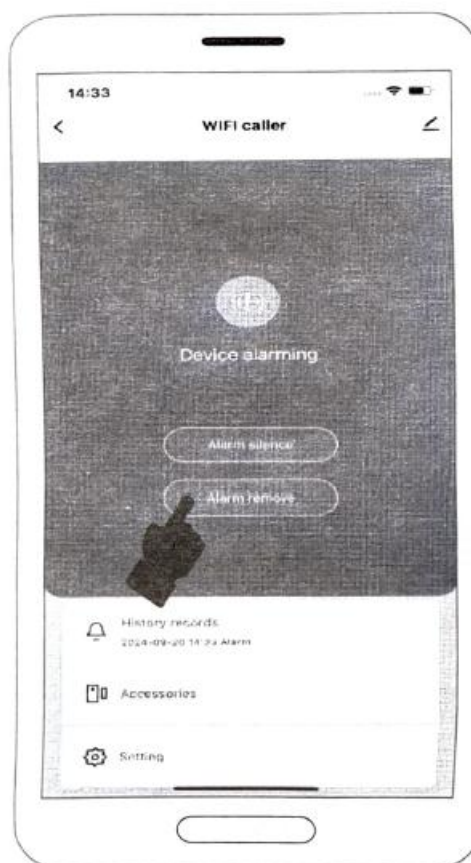 14:33
WIFI caller
Device alarming
Alarm silence
Alarm remove
History records
2024-09-20 14:33 Alarm
Accessories
Setting